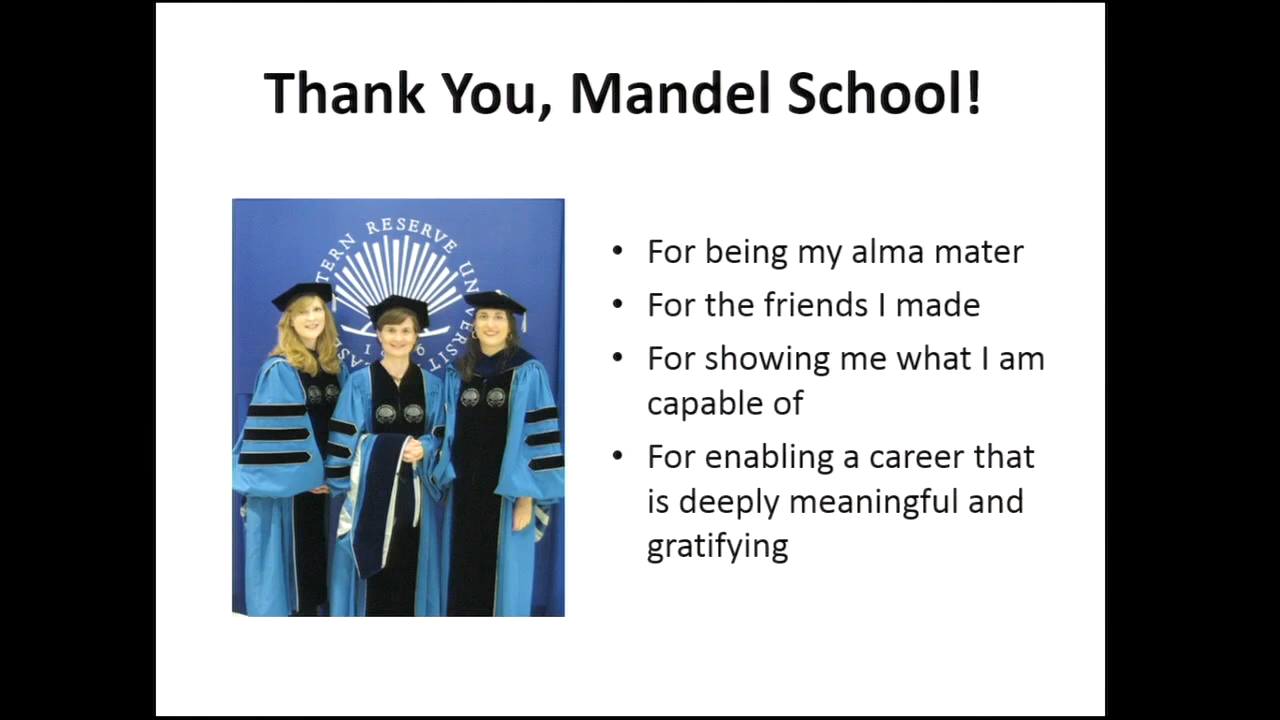 Thank You, Mandel School!
TERN RESERVE UNIVERSITY
• For being my alma mater
• For the friends I made
• For showing me what I am
capable of
• For enabling a career that
is deeply meaningful and
gratifying